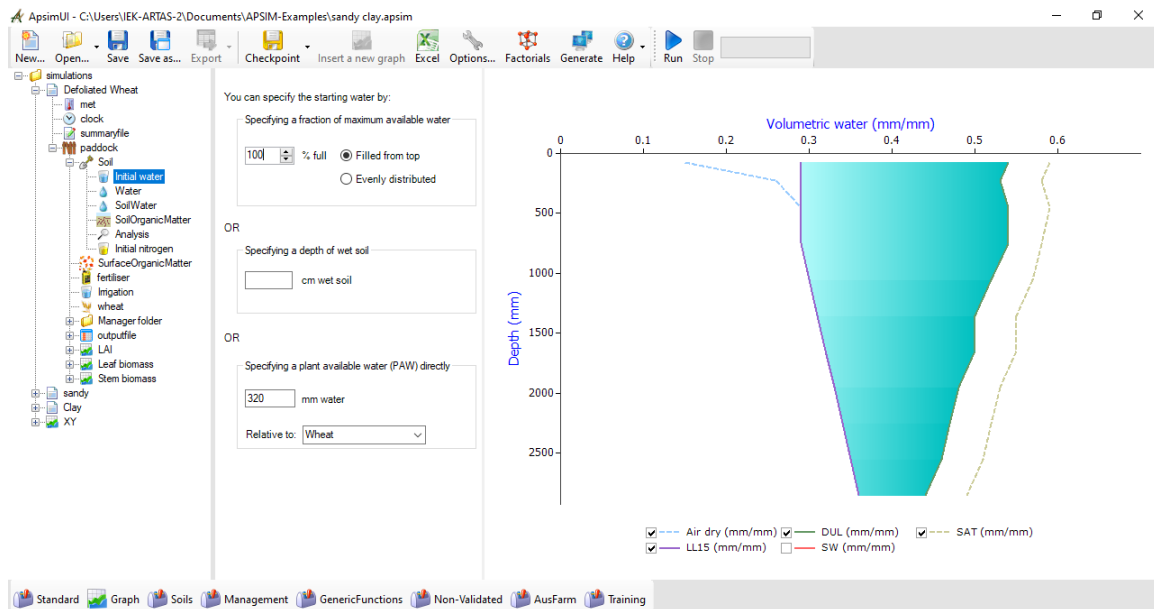 ApsimUI - C:\Users\IEK-ARTAS-2\Documents\APSIM-Examples\sandy clay.apsim
New... Open... Save Save as... Export Checkpoint Insert a new graph Excel Options... Factorials Generate Help Run Stop
simulations
Defoliated Wheat
met
clock
summaryfile
paddock
Soil
Initial water
Water
SoilWater
SoilOrganicMatter
Analysis
Initial nitrogen
SurfaceOrganicMatter
fertiliser
Irrigation
wheat
Manager folder
outputfile
LAI
Leaf biomass
Stem biomass
sandy
Clay
XY
You can specify the starting water by:
Specifying a fraction of maximum available water
100 % full Filled from top
Evenly distributed
OR
Specifying a depth of wet soil
cm wet soil
OR
Specifying a plant available water (PAW) directly
320 mm water
Relative to: Wheat
Volumetric water (mm/mm)
0 0.1 0.2 0.3 0.4 0.5 0.6
0
500
1000
1500
2000
2500
Depth (mm)
Air dry (mm/mm) DUL (mm/mm) SAT (mm/mm)
LL15 (mm/mm) SW (mm/mm)
Standard Graph Soils Management GenericFunctions Non-Validated AusFarm Training